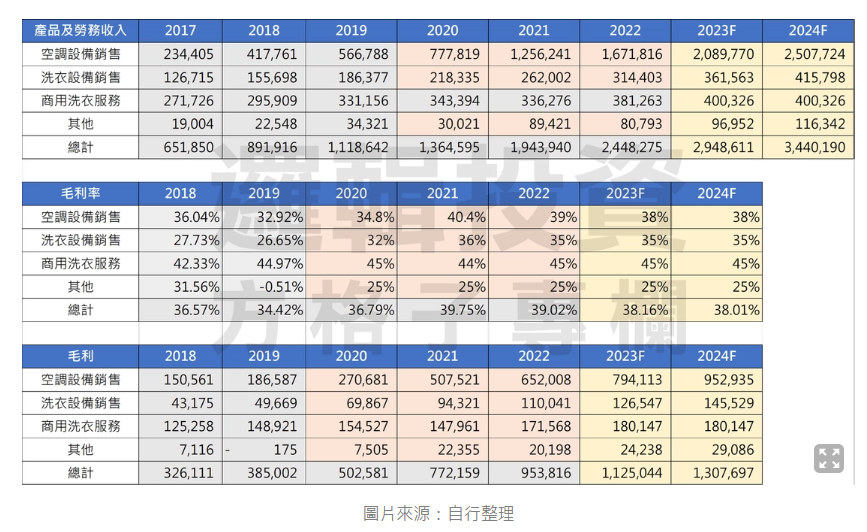 產品及勞務收入 2017 2018 2019 2020 2021 2022 2023F 2024F
空調設備銷售 234,405 417,761 566,788 777,819 1,256,241 1,671,816 2,089,770 2,507,724
洗衣設備銷售 126,715 155,698 186,377 218,335 262,002 314,403 361,563 415,798
商用洗衣服務 271,726 295,909 331,156 343,394 336,276 381,263 400,326 400,326
其他 19,004 22,548 34,321 30,021 89,421 80,793 96,952 116,342
總計 651,850 891,916 1,118,642 1,364,595 1,943,940 2,448,275 2,948,611 3,440,190
邏輯投資
毛利率 2018 2019 2020 2021 2022 2023F 2024F
空調設備銷售 36.04% 32.92% 34.8% 40.4% 39% 38% 38%
洗衣設備銷售 27.73% 26.65% 32% 36% 35% 35% 35%
商用洗衣服務 42.33% 44.97% 45% 44% 45% 45% 45%
其他 31.56% -0.51% 25% 25% 25% 25% 25%
總計 36.57% 34.42% 36.79% 39.75% 39.02% 38.16% 38.01%
方格子專欄
毛利 2018 2019 2020 2021 2022 2023F 2024F
空調設備銷售 150,561 186,587 270,681 507,521 652,008 794,113 952,935
洗衣設備銷售 43,175 49,669 69,867 94,321 110,041 126,547 145,529
商用洗衣服務 125,258 148,921 154,527 147,961 171,568 180,147 180,147
其他 7,116 - 175 7,505 22,355 20,198 24,238 29,086
總計 326,111 385,002 502,581 772,159 953,816 1,125,044 1,307,697
圖片來源：自行整理